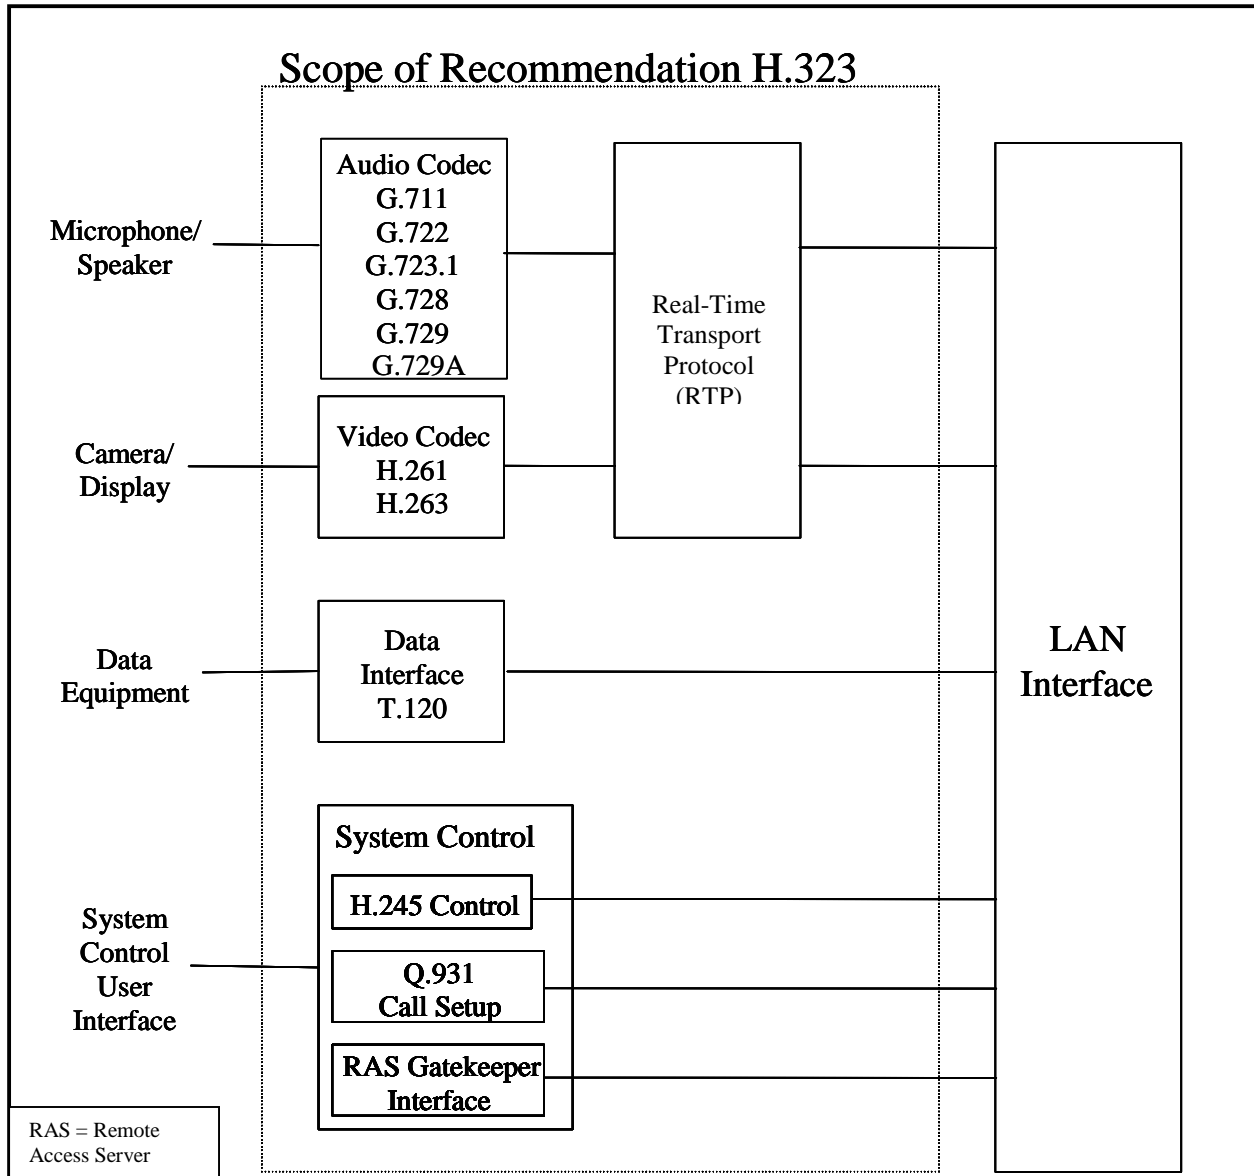 Scope of Recommendation H.323
Microphone/
Speaker
Audio Codec
G.711
G.722
G.723.1
G.728
G.729
G.729A
Real-Time
Transport
Protocol
(RTP)
Camera/
Display
Video Codec
H.261
H.263
Data
Equipment
Data
Interface
T.120
LAN
Interface
System
Control
User
Interface
System Control
H.245 Control
Q.931
Call Setup
RAS Gatekeeper
Interface
RAS = Remote
Access Server